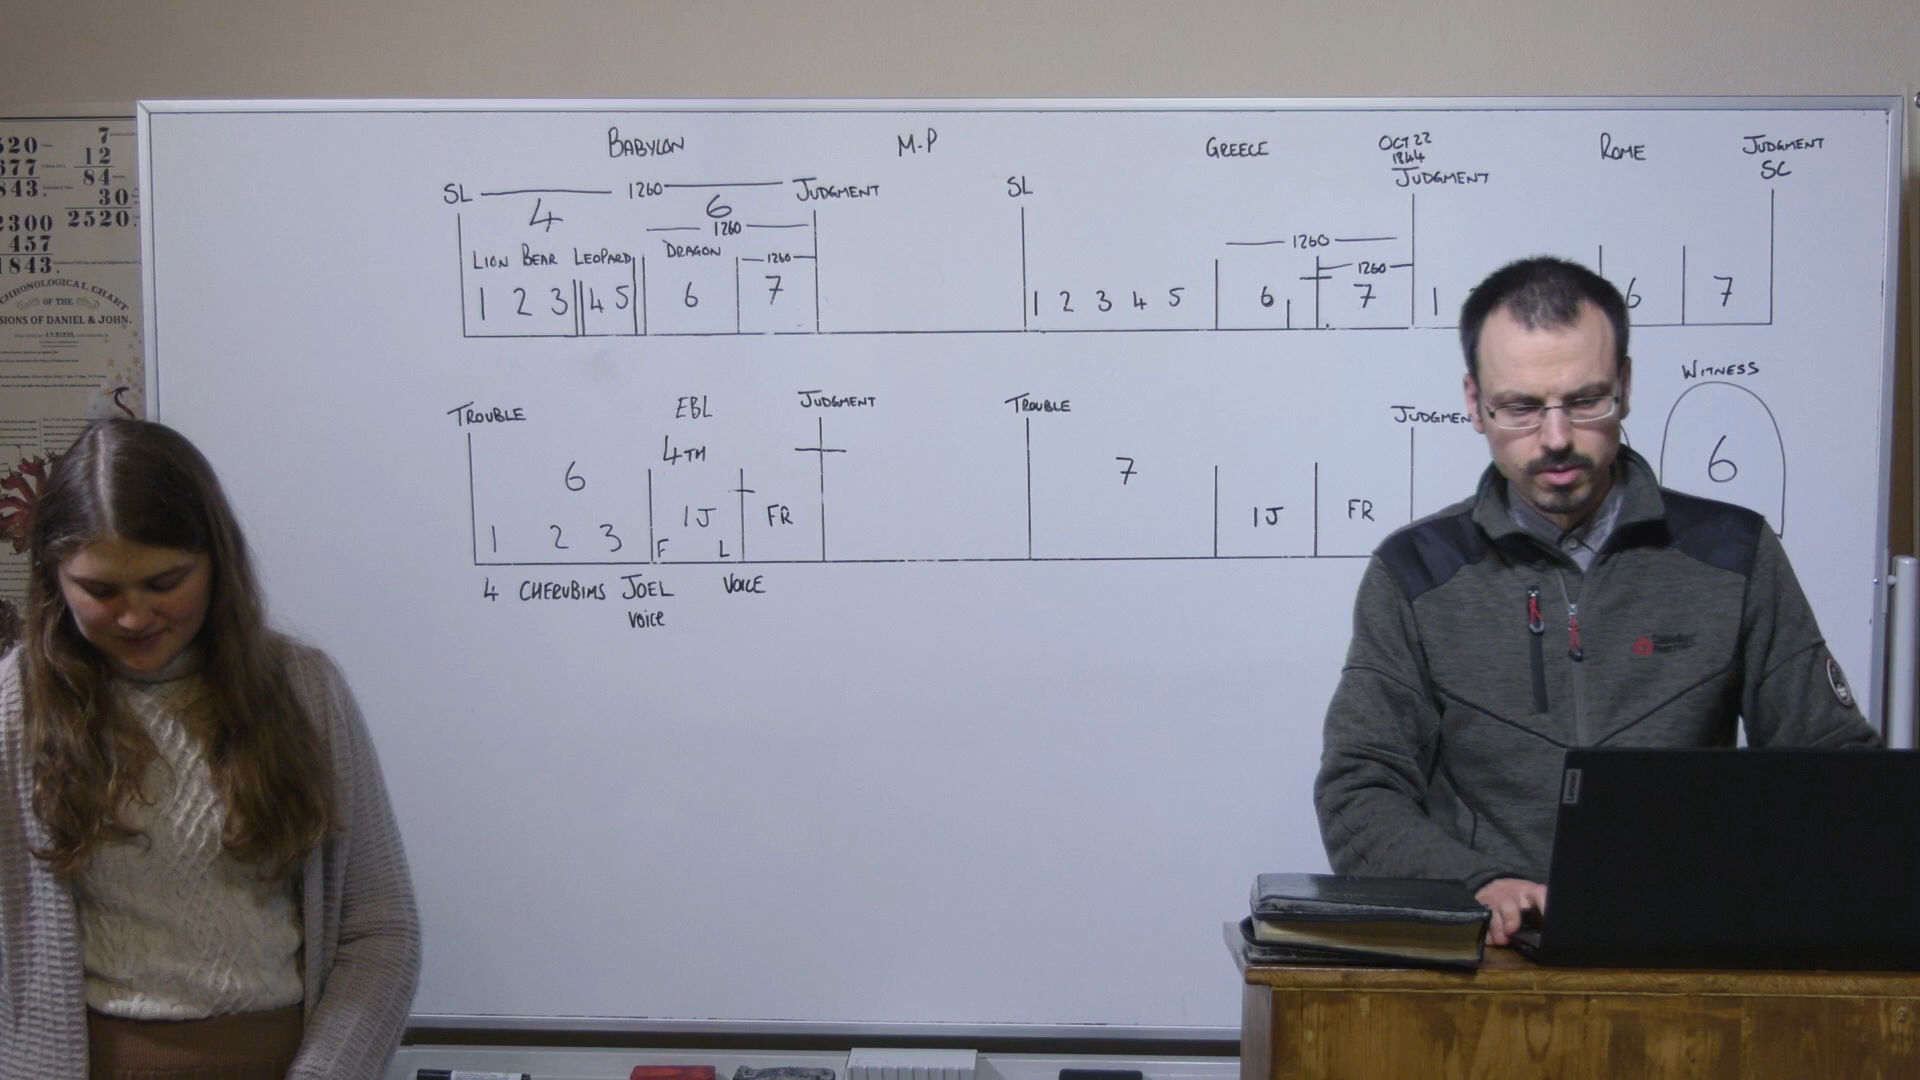 520
677
843.
2300
457
1843.
7
12
84
30
2520.
CHRONOLOGICAL CHART
OF THE
SIONS OF DANIEL & JOHN.
BABYLON
M-P
GREECE
OCT 22
1844
JUDGMENT
ROME
JUDGMENT
SC
SL 1260 JUDGMENT
4 6
1260
LION BEAR LEOPARD DRAGON 1260
1 2 3 4 5 6 7
SL
1260
1260
1 2 3 4 5 6 7
1
6 7
TROUBLE
EBL
4TH
JUDGMENT
6
1 2 3
F 1J L
FR
4 CHERUBIMS JOEL VOICE
VOICE
TROUBLE
7
1J
FR
JUDGMEN
WITNESS
6
Lenovo